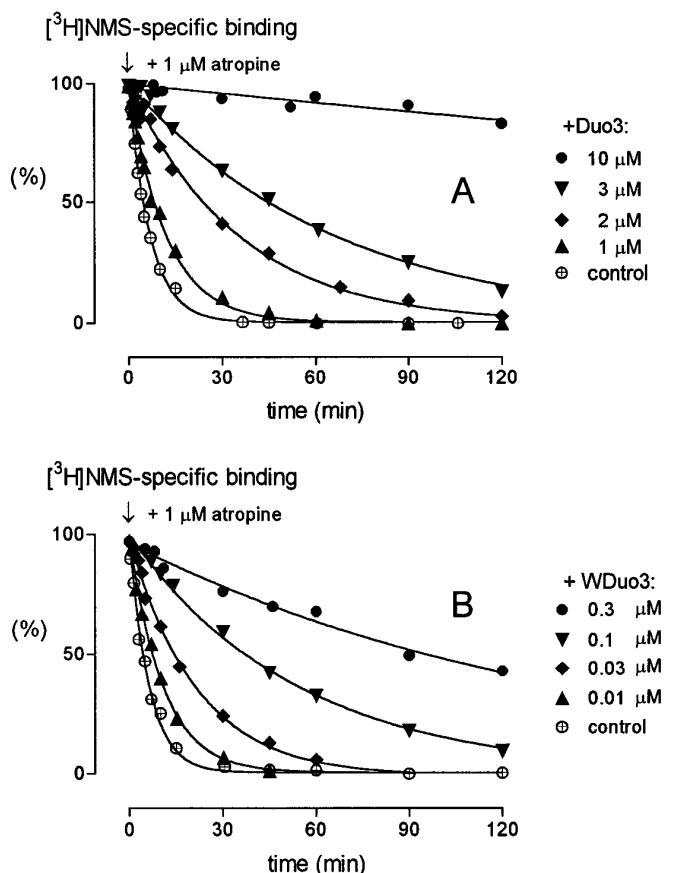 [³H]NMS-specific binding
↓ + 1 μM atropine
100
(%)
50
0
A
+Duo3:
10 μM
3 μM
2 μM
1 μM
control
0 30 60 90 120
time (min)
[³H]NMS-specific binding
↓ + 1 μM atropine
100
(%)
50
0
B
+ WDuo3:
0.3 μM
0.1 μM
0.03 μM
0.01 μM
control
0 30 60 90 120
time (min)